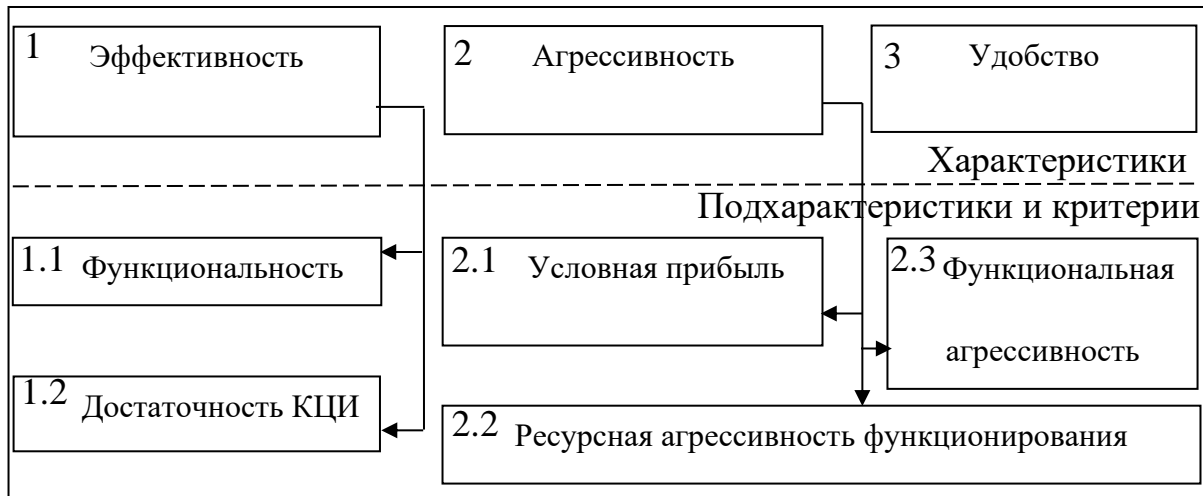 1 Эффективность
2 Агрессивность
3 Удобство
Характеристики
Подхарактеристики и критерии
1.1 Функциональность
2.1 Условная прибыль
2.3 Функциональная
агрессивность
1.2 Достаточность КЦИ
2.2 Ресурсная агрессивность функционирования